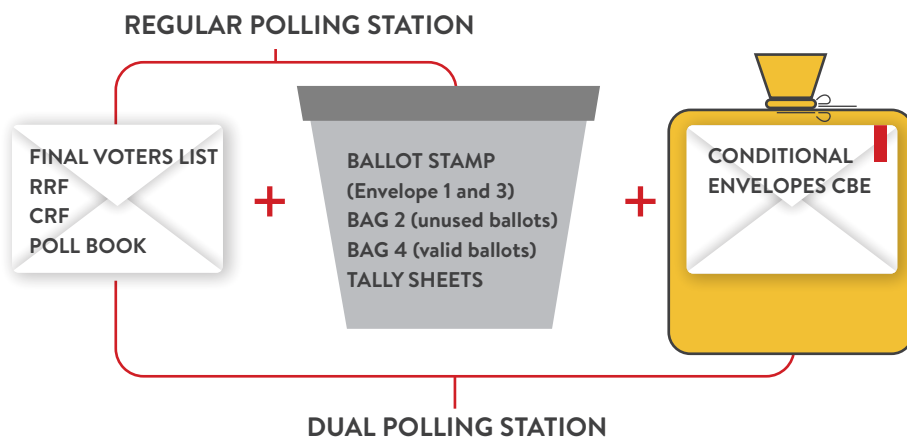 REGULAR POLLING STATION
FINAL VOTERS LIST
RRF
CRF
POLL BOOK
+
BALLOT STAMP
(Envelope 1 and 3)
BAG 2 (unused ballots)
BAG 4 (valid ballots)
TALLY SHEETS
+
CONDITIONAL
ENVELOPES CBE
DUAL POLLING STATION